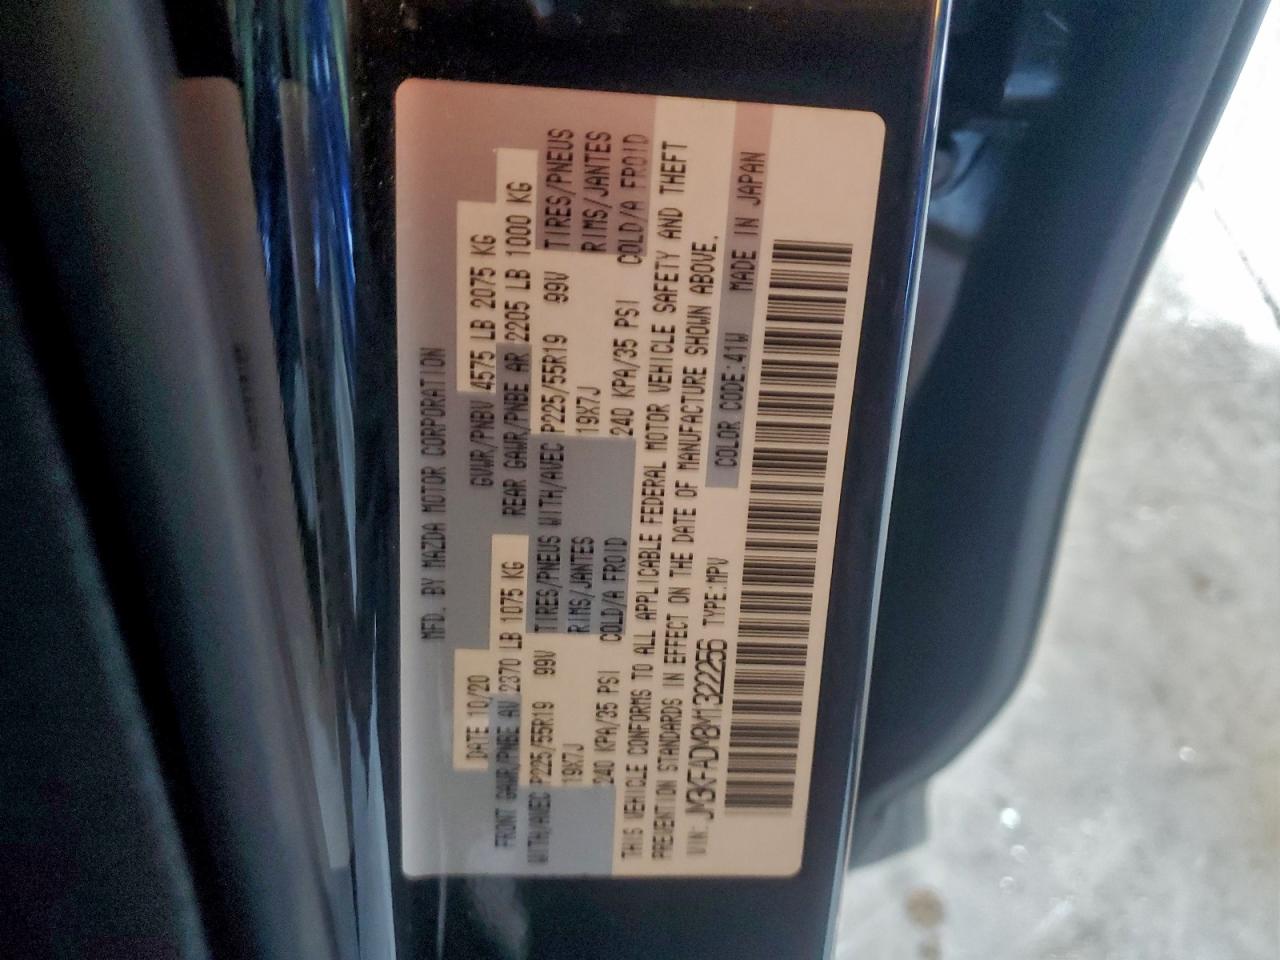 MFD. BY MAZDA MOTOR CORPORATION
DATE 10/20 GVWR/PNBV 4575 LB 2075 KG
FRONT GAWR/PNBE AV 2370 LB 1075 KG REAR GAWR/PNBE AR 2205 LB 1000 KG
WITH/AVEC P225/55R19 99V TIRES/PNEUS WITH/AVEC P225/55R19 99V TIRES/PNEUS
19X7J RIMS/JANTES 19X7J RIMS/JANTES
240 KPA/35 PSI COLD/A FROID 240 KPA/35 PSI COLD/A FROID
THIS VEHICLE CONFORMS TO ALL APPLICABLE FEDERAL MOTOR VEHICLE SAFETY AND THEFT
PREVENTION STANDARDS IN EFFECT ON THE DATE OF MANUFACTURE SHOWN ABOVE.
VIN: JM3KFADM8M1322256 TYPE:MPV COLOR CODE:41W MADE IN JAPAN